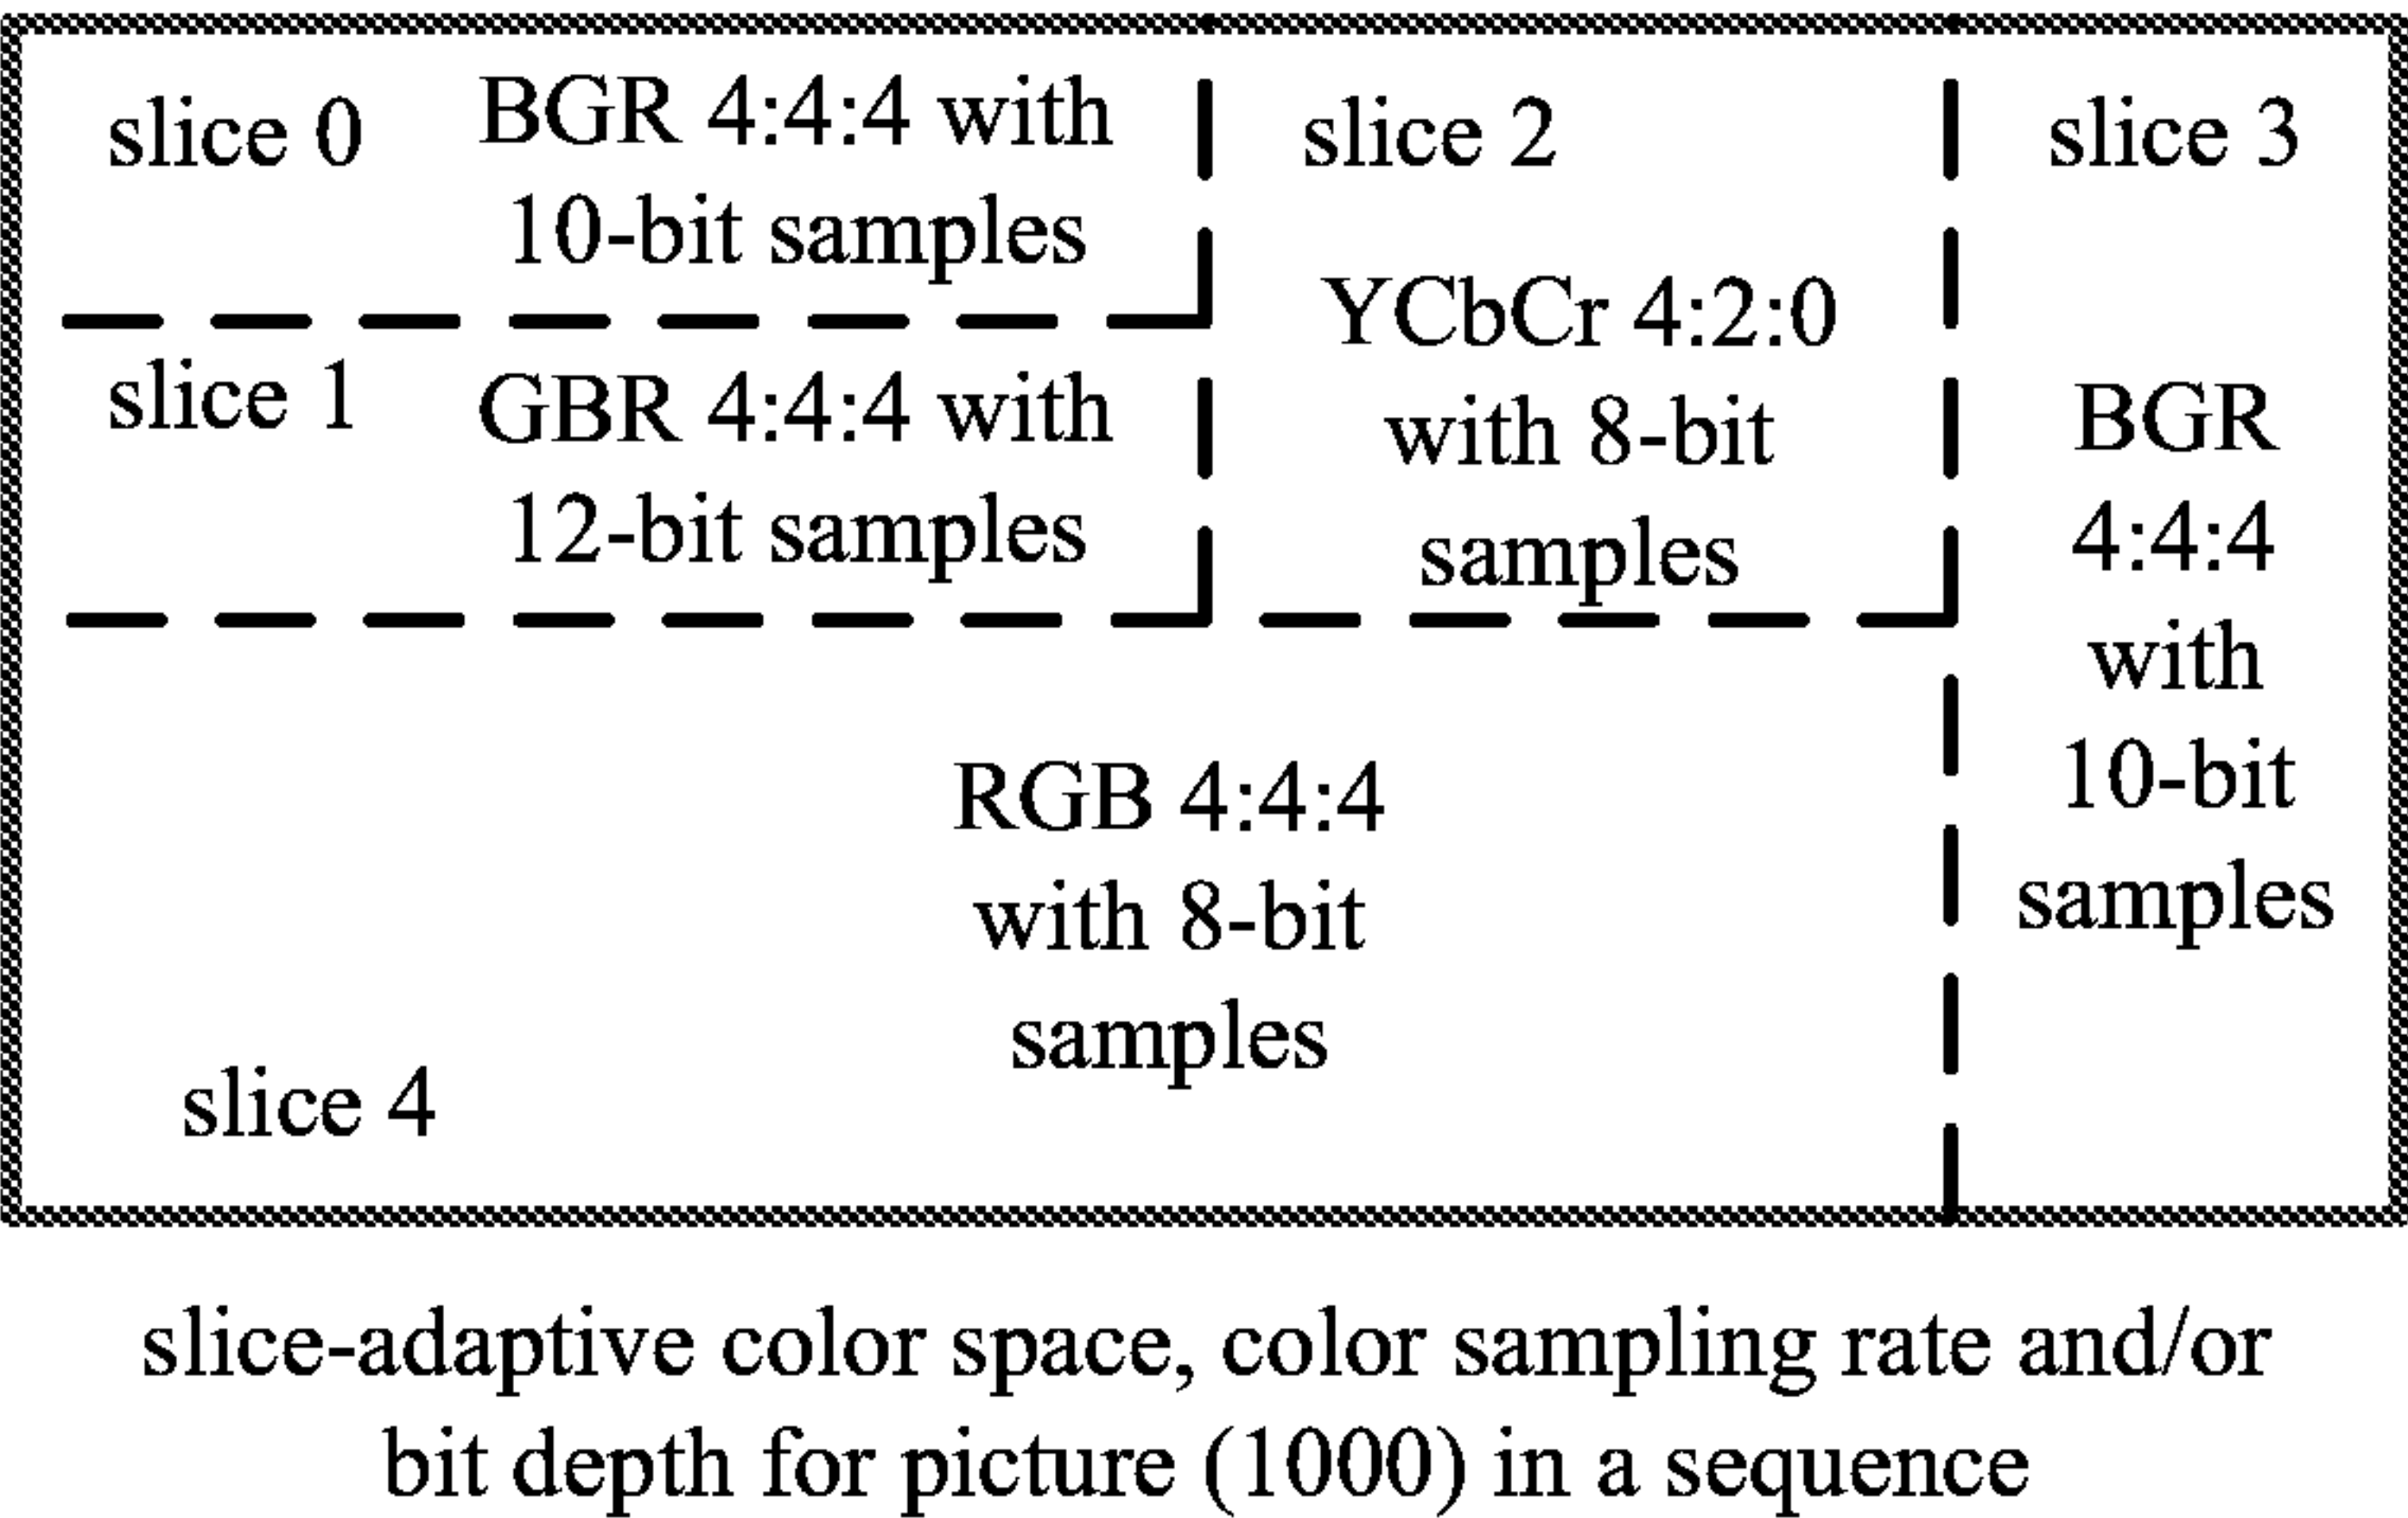 slice 0
BGR 4:4:4 with
10-bit samples
slice 1
GBR 4:4:4 with
12-bit samples
slice 2
YCbCr 4:2:0
with 8-bit
samples
slice 3
BGR
4:4:4
with
10-bit
samples
RGB 4:4:4
with 8-bit
samples
slice 4
slice-adaptive color space, color sampling rate and/or
bit depth for picture (1000) in a sequence